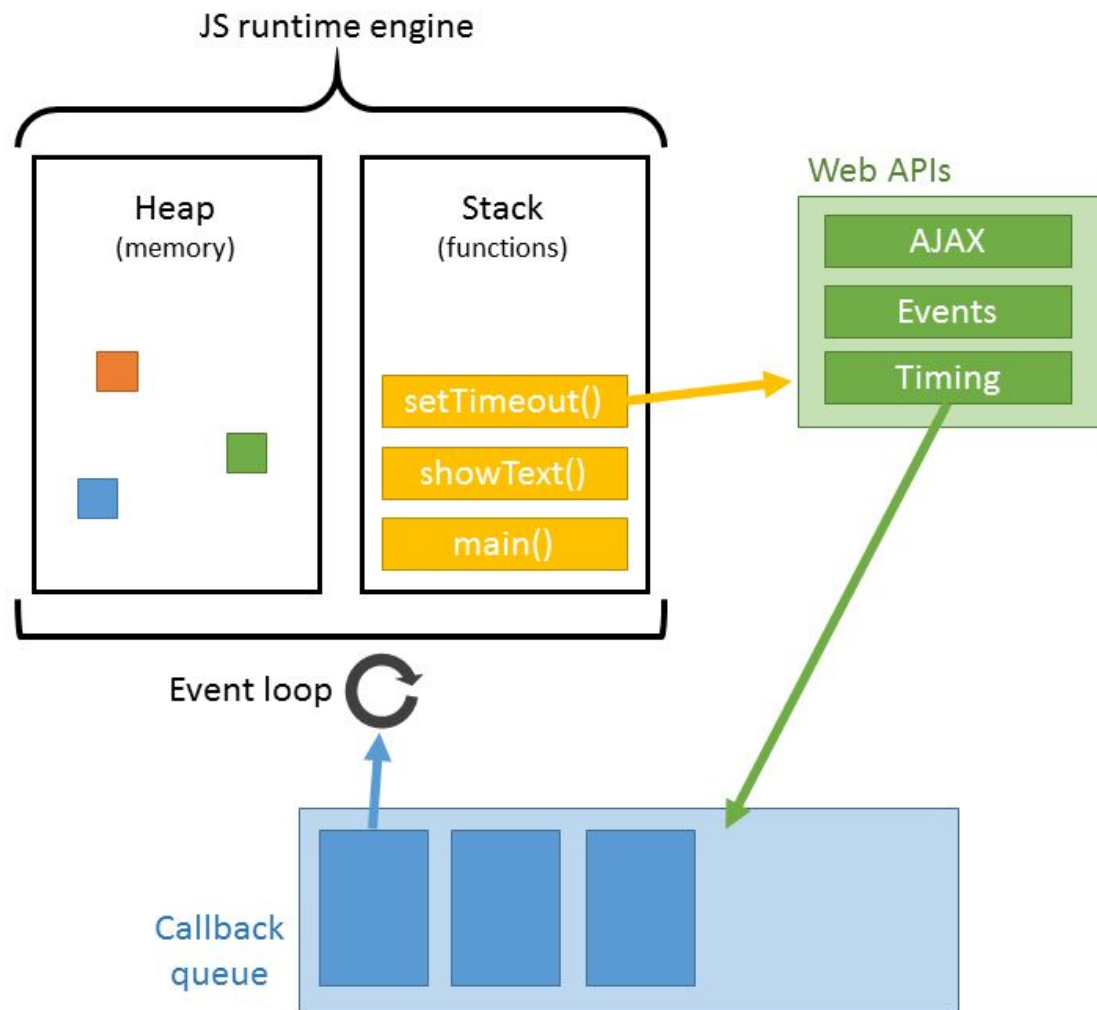 JS runtime engine
Heap
(memory)
Stack
(functions)
setTimeout()
showText()
main()
Web APIs
AJAX
Events
Timing
Event loop
Callback
queue